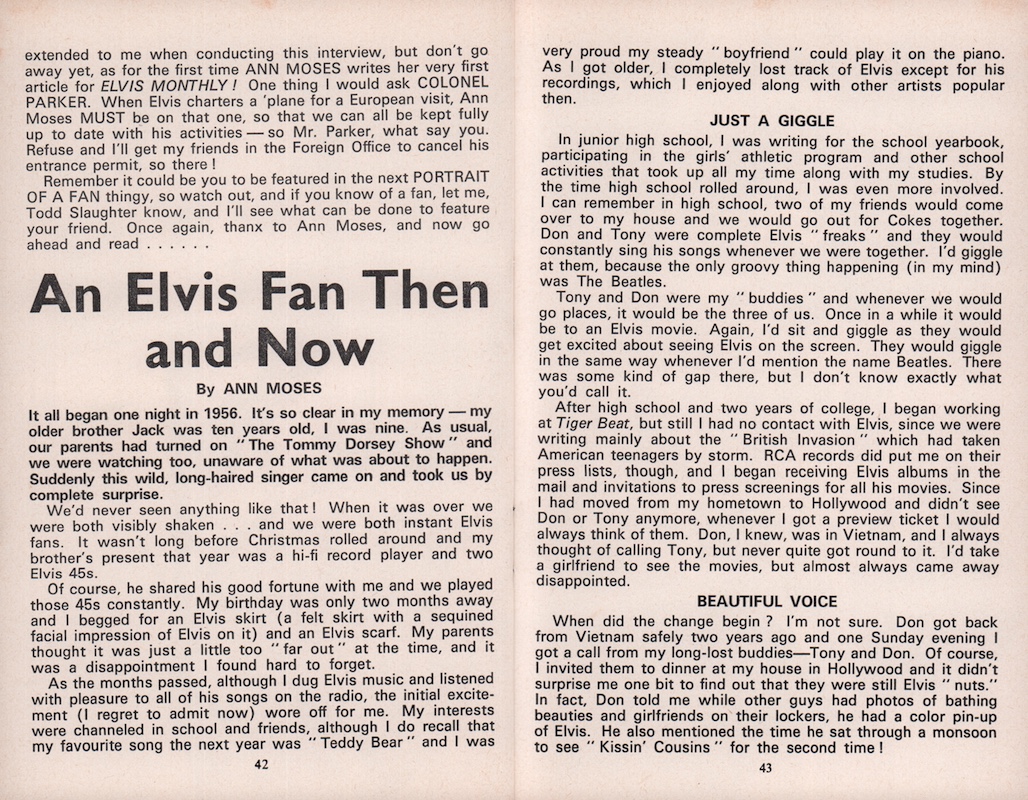 extended to me when conducting this interview, but don't go
away yet, as for the first time ANN MOSES writes her very first
article for ELVIS MONTHLY! One thing I would ask COLONEL
PARKER. When Elvis charters a 'plane for a European visit, Ann
Moses MUST be on that one, so that we can all be kept fully
up to date with his activities — so Mr. Parker, what say you.
Refuse and I'll get my friends in the Foreign Office to cancel his
entrance permit, so there!
Remember it could be you to be featured in the next PORTRAIT
OF A FAN thingy, so watch out, and if you know of a fan, let me,
Todd Slaughter know, and I'll see what can be done to feature
your friend. Once again, thanx to Ann Moses, and now go
ahead and read . . . . . .
An Elvis Fan Then
and Now
By ANN MOSES
It all began one night in 1956. It's so clear in my memory — my
older brother Jack was ten years old, I was nine. As usual,
our parents had turned on "The Tommy Dorsey Show" and
we were watching too, unaware of what was about to happen.
Suddenly this wild, long-haired singer came on and took us by
complete surprise.
We'd never seen anything like that! When it was over we
were both visibly shaken . . . and we were both instant Elvis
fans. It wasn't long before Christmas rolled around and my
brother's present that year was a hi-fi record player and two
Elvis 45s.
Of course, he shared his good fortune with me and we played
those 45s constantly. My birthday was only two months away
and I begged for an Elvis skirt (a felt skirt with a sequined
facial impression of Elvis on it) and an Elvis scarf. My parents
thought it was just a little too "far out" at the time, and it
was a disappointment I found hard to forget.
As the months passed, although I dug Elvis music and listened
with pleasure to all of his songs on the radio, the initial excite-
ment (I regret to admit now) wore off for me. My interests
were channeled in school and friends, although I do recall that
my favourite song the next year was "Teddy Bear" and I was
42
very proud my steady "boyfriend" could play it on the piano.
As I got older, I completely lost track of Elvis except for his
recordings, which I enjoyed along with other artists popular
then.
JUST A GIGGLE
In junior high school, I was writing for the school yearbook,
participating in the girls' athletic program and other school
activities that took up all my time along with my studies. By
the time high school rolled around, I was even more involved.
I can remember in high school, two of my friends would come
over to my house and we would go out for Cokes together.
Don and Tony were complete Elvis "freaks" and they would
constantly sing his songs whenever we were together. I'd giggle
at them, because the only groovy thing happening (in my mind)
was The Beatles.
Tony and Don were my "buddies" and whenever we would
go places, it would be the three of us. Once in a while it would
be to an Elvis movie. Again, I'd sit and giggle as they would
get excited about seeing Elvis on the screen. They would giggle
in the same way whenever I'd mention the name Beatles. There
was some kind of gap there, but I don't know exactly what
you'd call it.
After high school and two years of college, I began working
at Tiger Beat, but still I had no contact with Elvis, since we were
writing mainly about the "British Invasion" which had taken
American teenagers by storm. RCA records did put me on their
press lists, though, and I began receiving Elvis albums in the
mail and invitations to press screenings for all his movies. Since
I had moved from my hometown to Hollywood and didn't see
Don or Tony anymore, whenever I got a preview ticket I would
always think of them. Don, I knew, was in Vietnam, and I always
thought of calling Tony, but never quite got round to it. I'd take
a girlfriend to see the movies, but almost always came away
disappointed.
BEAUTIFUL VOICE
When did the change begin? I'm not sure. Don got back
from Vietnam safely two years ago and one Sunday evening I
got a call from my long-lost buddies—Tony and Don. Of course,
I invited them to dinner at my house in Hollywood and it didn't
surprise me one bit to find out that they were still Elvis "nuts."
In fact, Don told me while other guys had photos of bathing
beauties and girlfriends on their lockers, he had a color pin-up
of Elvis. He also mentioned the time he sat through a monsoon
to see "Kissin' Cousins" for the second time!
43